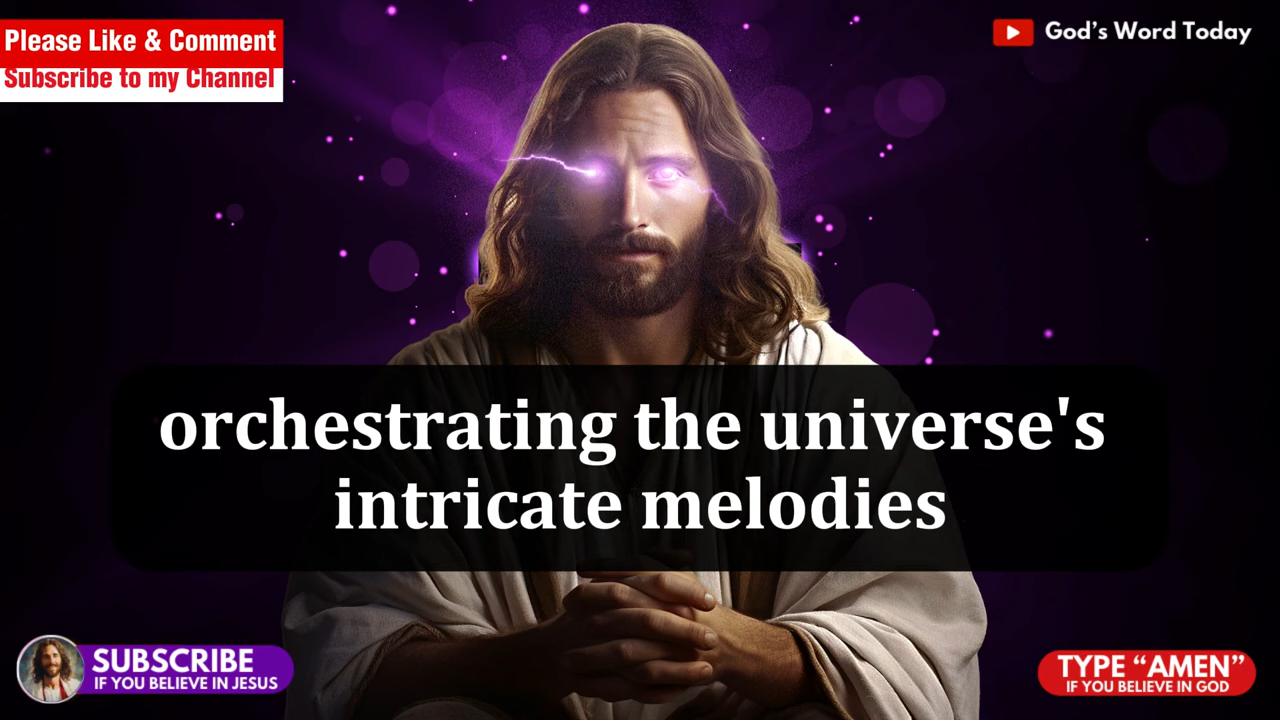 Please Like & Comment
Subscribe to my Channel
God's Word Today
orchestrating the universe's
intricate melodies
SUBSCRIBE
IF YOU BELIEVE IN JESUS
TYPE “AMEN”
IF YOU BELIEVE IN GOD